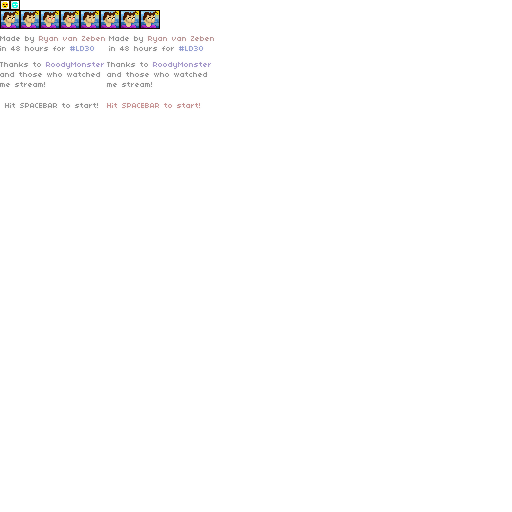 Made by Ryan van Zeben
in 48 hours for #LD30
Made by Ryan van Zeben
in 48 hours for #LD30
Thanks to RoodyMonster
and those who watched
me stream!
Thanks to RoodyMonster
and those who watched
me stream!
Hit SPACEBAR to start!
Hit SPACEBAR to start!